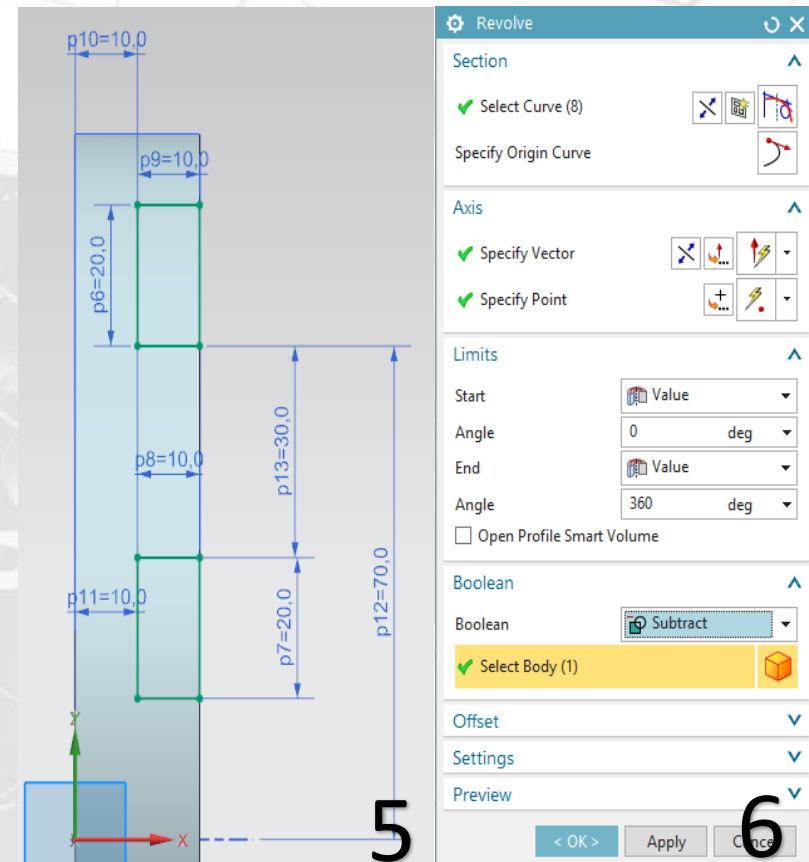 p10=10,0
p9=10,0
p6=20,0
p13=30,0
p8=10,0
p12=70,0
p11=10,0
p7=20,0
Y
X
5
Revolve
Section
Select Curve (8)
Specify Origin Curve
Axis
Specify Vector
Specify Point
Limits
Start Value
Angle 0 deg
End Value
Angle 360 deg
Open Profile Smart Volume
Boolean
Boolean Subtract
Select Body (1)
Offset
Settings
Preview
< OK > Apply Cancel
6